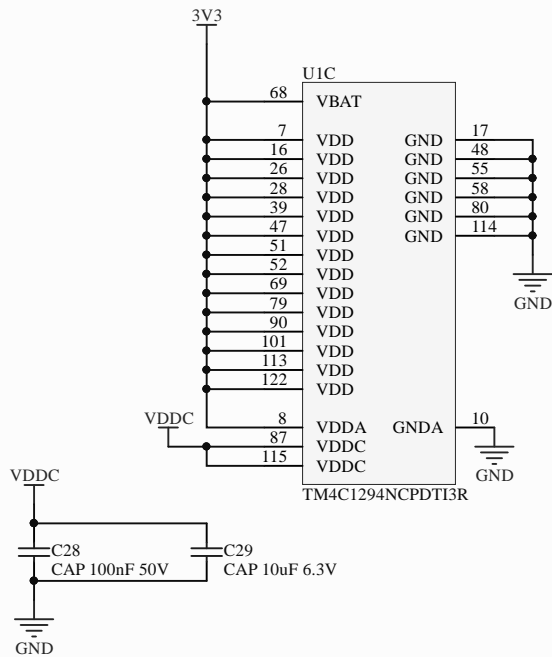 3V3
U1C
68 VBAT
7 VDD GND 17
16 VDD GND 48
26 VDD GND 55
28 VDD GND 58
39 VDD GND 80
47 VDD GND 114
51 VDD
52 VDD
69 VDD
79 VDD
90 VDD
101 VDD
113 VDD
122 VDD
GND
VDDC
8 VDDA GNDA 10
87 VDDC
115 VDDC
GND
TM4C1294NCPDTI3R
VDDC
C28
CAP 100nF 50V
C29
CAP 10uF 6.3V
GND